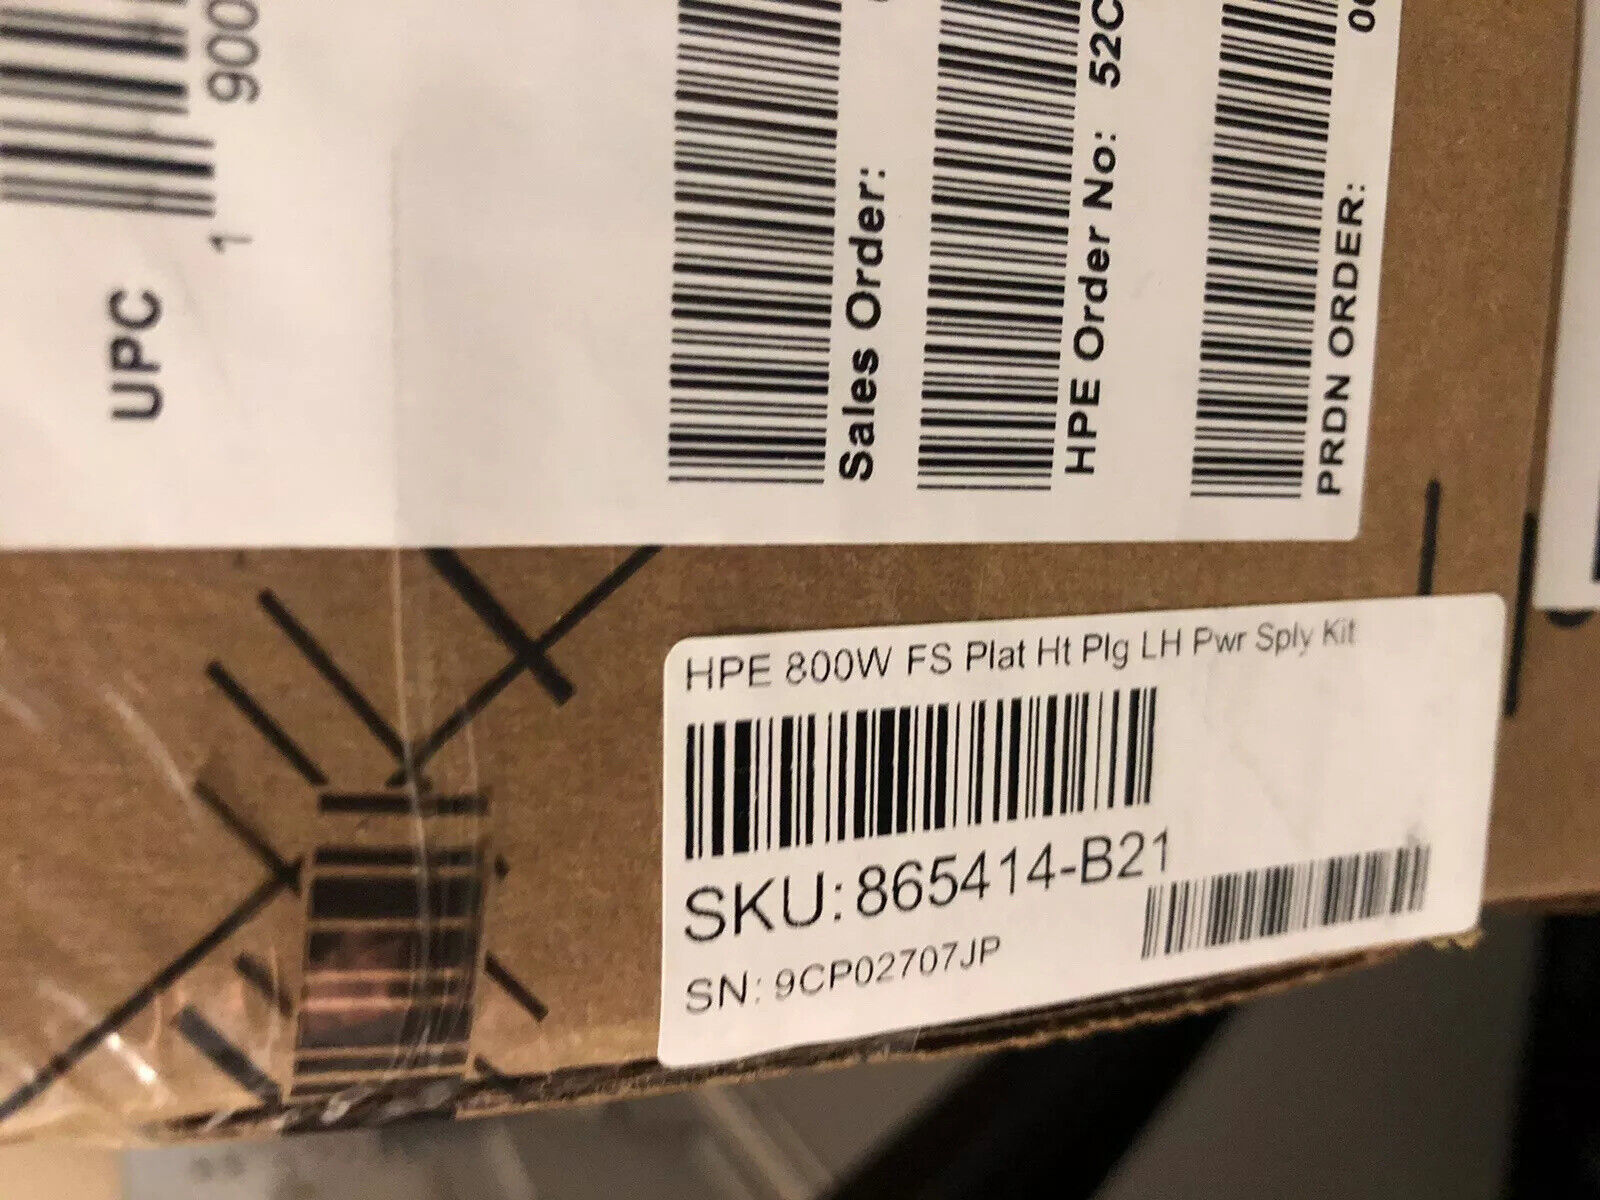 UPC
1 900
Sales Order:
HPE Order No: 52C
PRDN ORDER:
HPE 800W FS Plat Ht Plg LH Pwr Sply Kit
SKU: 865414-B21
SN: 9CP02707JP